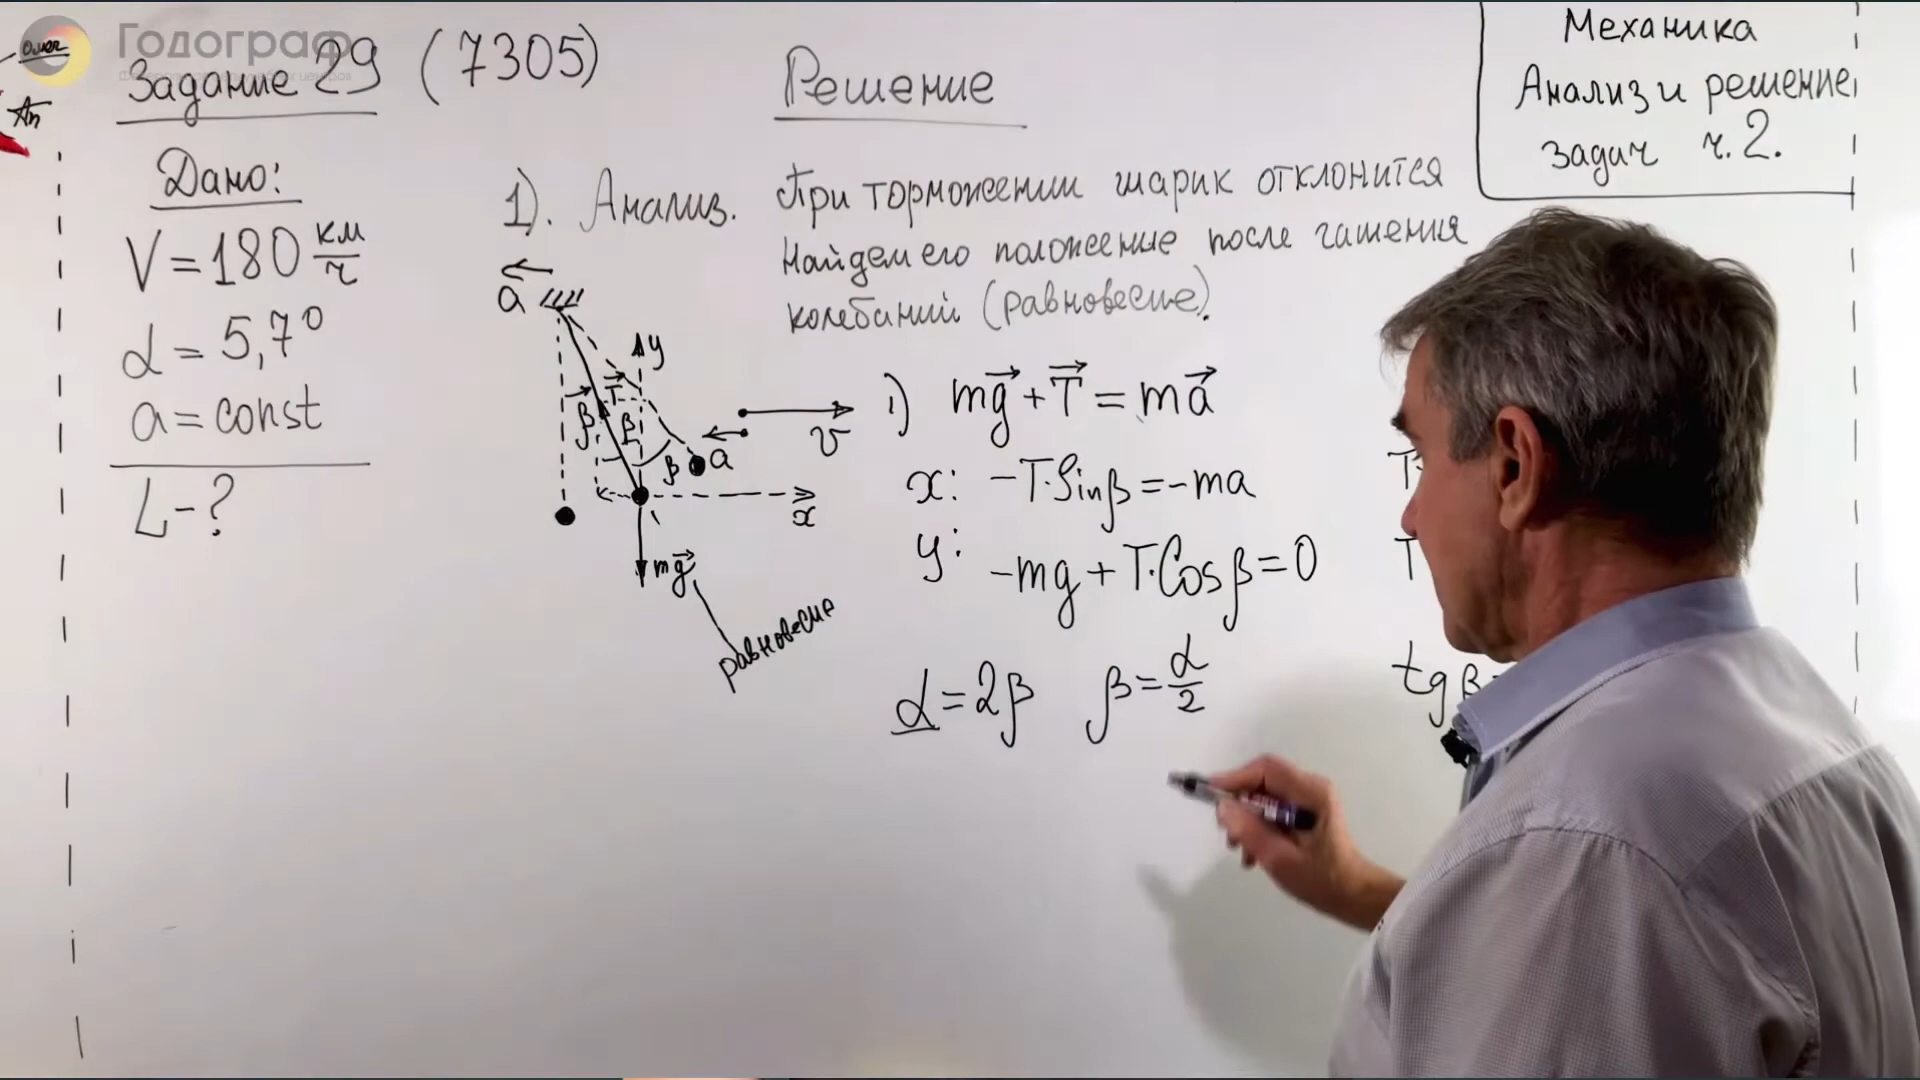 Годограф
Задание 29 (7305)
Дано:
V = 180 км/ч
α = 5,7°
a = const
L - ?
Решение
Механика
Анализ и решение
задач ч. 2.
1). Анализ. При торможении шарик отклонится
Найдем его положение после гашения
колебаний (равновесие).
a
y
T
β
β
β
a
v
x
mg
равновесие
1) mg + T = ma
x: -T·Sinβ = -ma
y: -mg + T·Cosβ = 0
α = 2β β = α/2
T
T
tgβ =